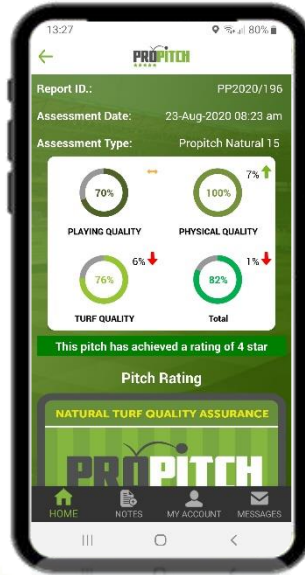 13:27 80%
PROPITCH
Report ID.: PP2020/196
Assessment Date: 23-Aug-2020 08:23 am
Assessment Type: Propitch Natural 15
70% 100% 7%
PLAYING QUALITY PHYSICAL QUALITY
76% 6% 82% 1%
TURF QUALITY Total
This pitch has achieved a rating of 4 star
Pitch Rating
NATURAL TURF QUALITY ASSURANCE
PROPITCH
HOME NOTES MY ACCOUNT MESSAGES